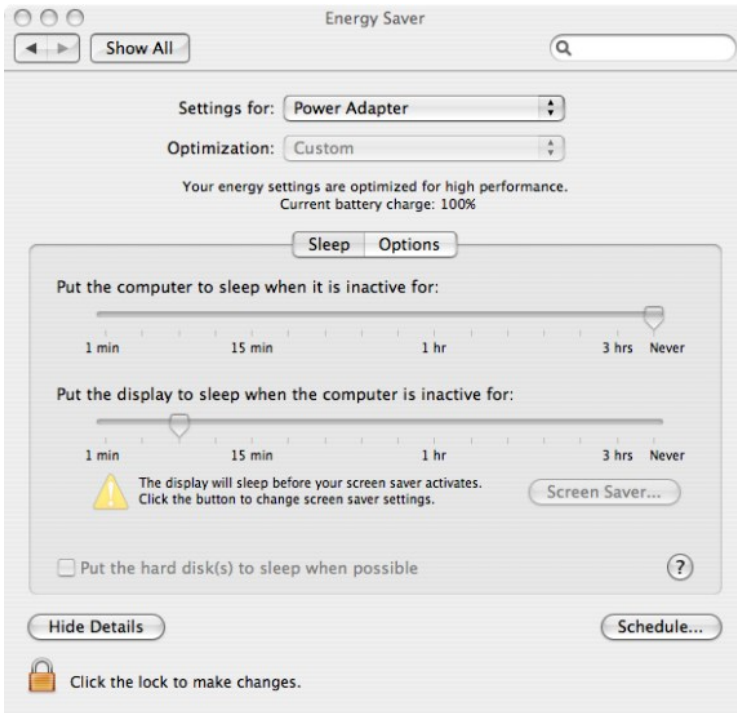 Energy Saver
Show All
Settings for: Power Adapter
Optimization: Custom
Your energy settings are optimized for high performance.
Current battery charge: 100%
Sleep Options
Put the computer to sleep when it is inactive for:
1 min 15 min 1 hr 3 hrs Never
Put the display to sleep when the computer is inactive for:
1 min 15 min 1 hr 3 hrs Never
The display will sleep before your screen saver activates.
Click the button to change screen saver settings.
Screen Saver...
Put the hard disk(s) to sleep when possible
?
Hide Details Schedule...
Click the lock to make changes.